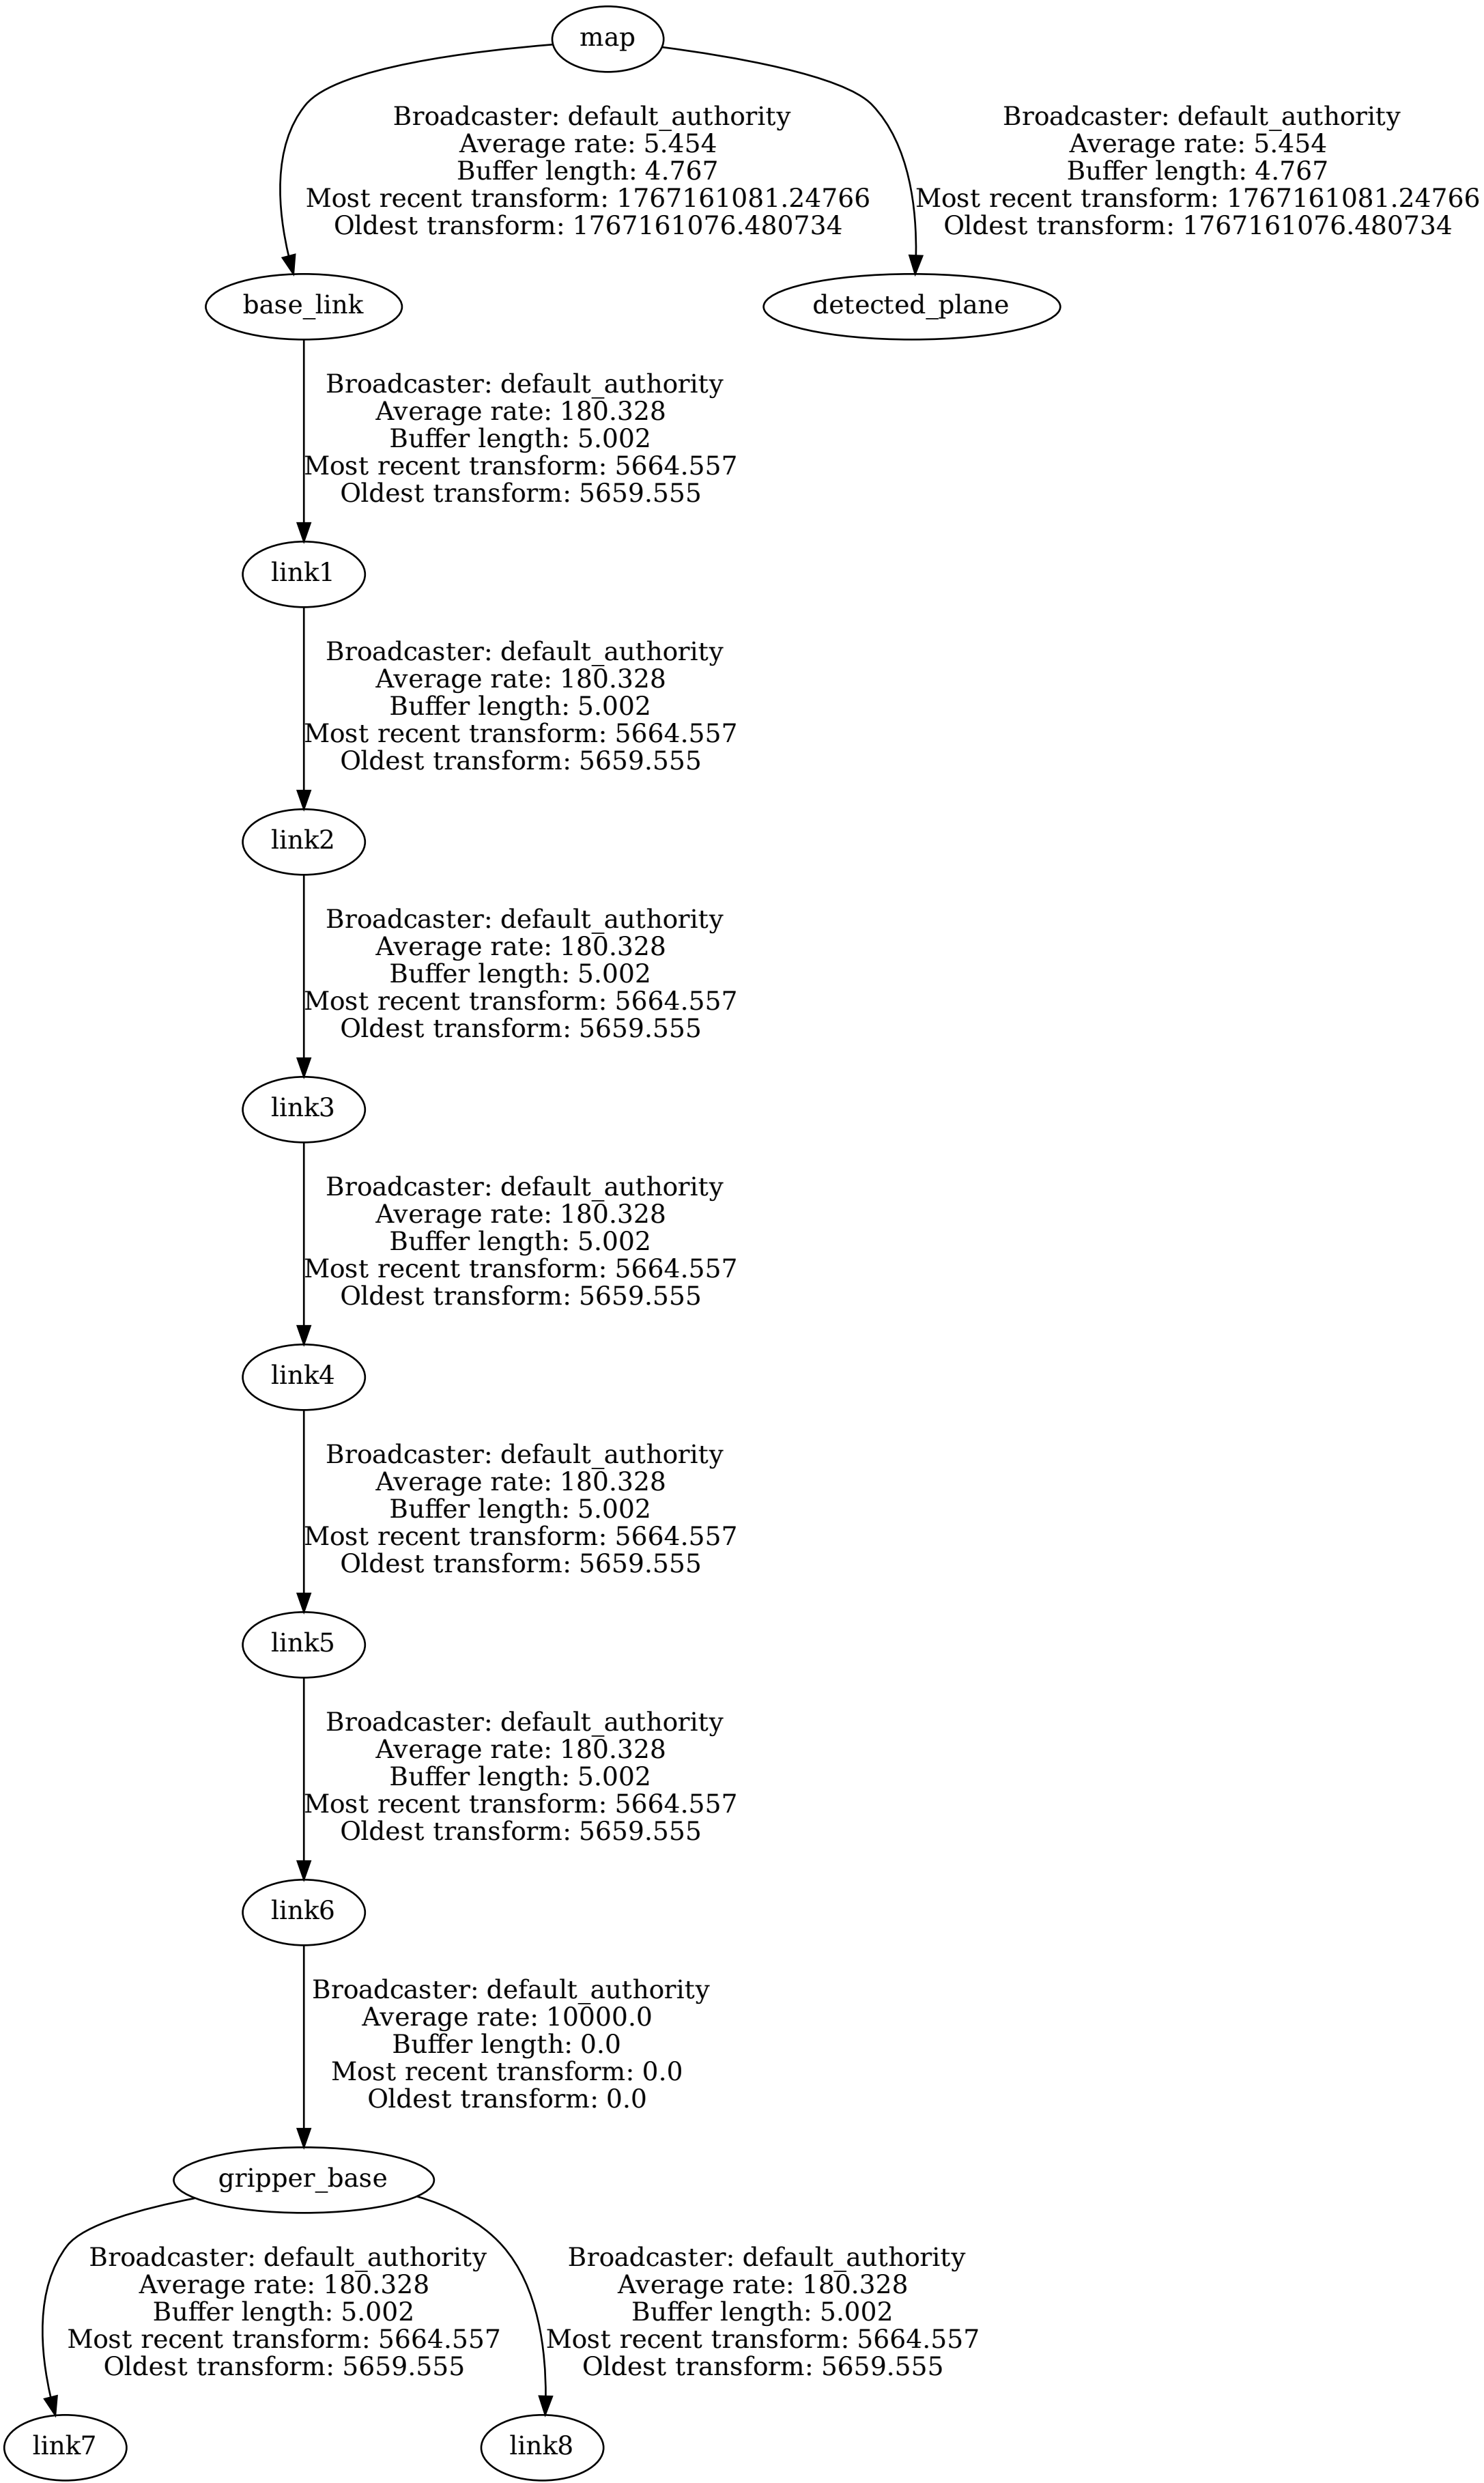 map
Broadcaster: default_authority
Average rate: 5.454
Buffer length: 4.767
Most recent transform: 1767161081.24766
Oldest transform: 1767161076.480734
Broadcaster: default_authority
Average rate: 5.454
Buffer length: 4.767
Most recent transform: 1767161081.24766
Oldest transform: 1767161076.480734
base_link
detected_plane
Broadcaster: default_authority
Average rate: 180.328
Buffer length: 5.002
Most recent transform: 5664.557
Oldest transform: 5659.555
link1
Broadcaster: default_authority
Average rate: 180.328
Buffer length: 5.002
Most recent transform: 5664.557
Oldest transform: 5659.555
link2
Broadcaster: default_authority
Average rate: 180.328
Buffer length: 5.002
Most recent transform: 5664.557
Oldest transform: 5659.555
link3
Broadcaster: default_authority
Average rate: 180.328
Buffer length: 5.002
Most recent transform: 5664.557
Oldest transform: 5659.555
link4
Broadcaster: default_authority
Average rate: 180.328
Buffer length: 5.002
Most recent transform: 5664.557
Oldest transform: 5659.555
link5
Broadcaster: default_authority
Average rate: 180.328
Buffer length: 5.002
Most recent transform: 5664.557
Oldest transform: 5659.555
link6
Broadcaster: default_authority
Average rate: 10000.0
Buffer length: 0.0
Most recent transform: 0.0
Oldest transform: 0.0
gripper_base
Broadcaster: default_authority
Average rate: 180.328
Buffer length: 5.002
Most recent transform: 5664.557
Oldest transform: 5659.555
Broadcaster: default_authority
Average rate: 180.328
Buffer length: 5.002
Most recent transform: 5664.557
Oldest transform: 5659.555
link7
link8